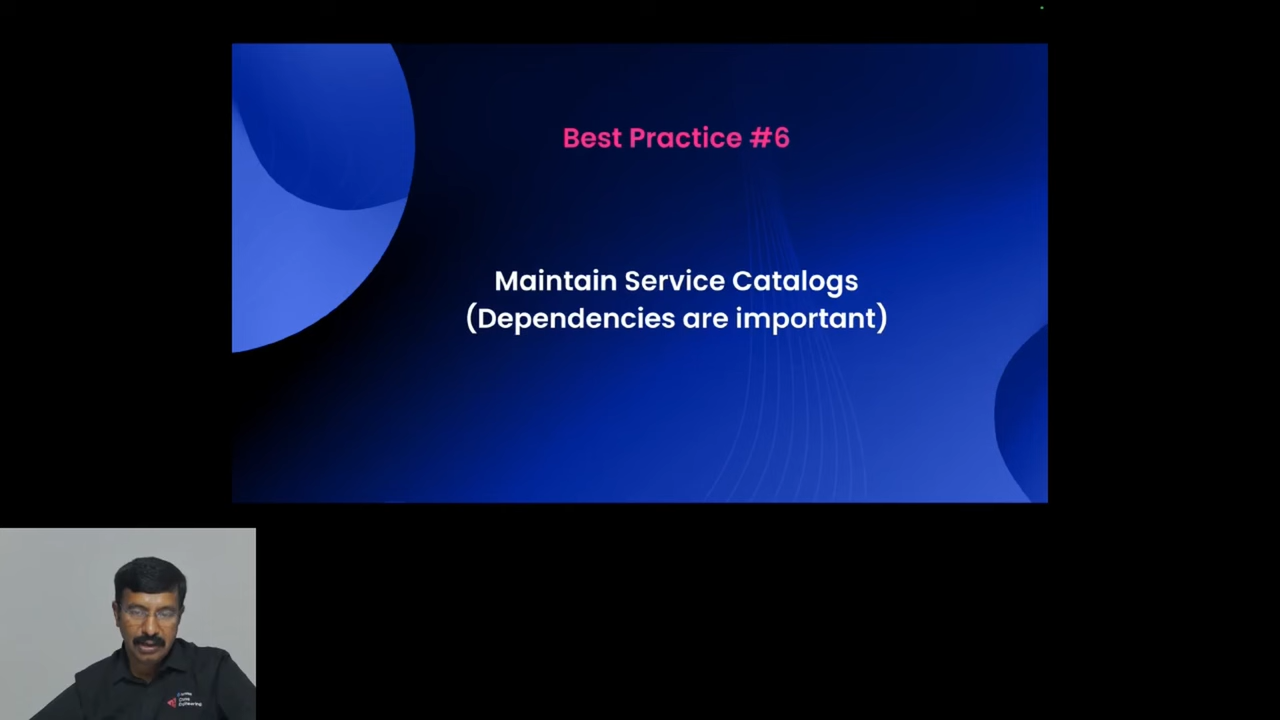 Best Practice #6
Maintain Service Catalogs
(Dependencies are important)